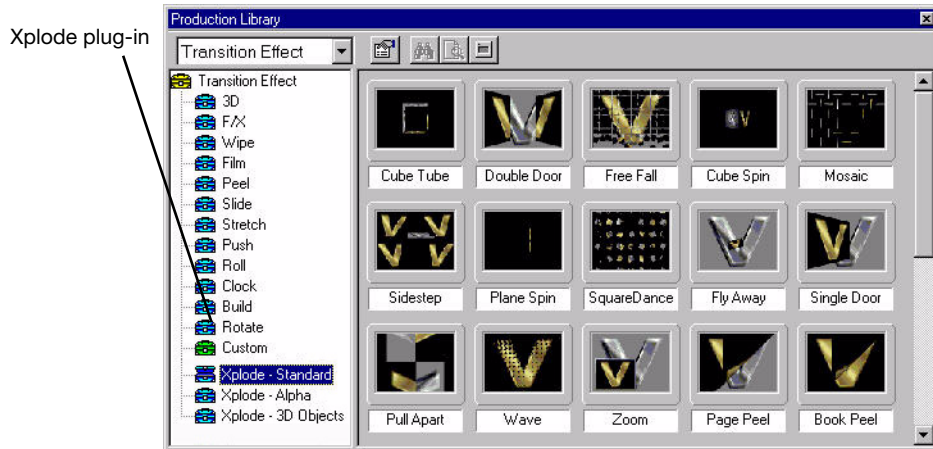 Xplode plug-in
Production Library
Transition Effect
Transition Effect
3D
F/X
Wipe
Film
Peel
Slide
Stretch
Push
Roll
Clock
Build
Rotate
Custom
Xplode - Standard
Xplode - Alpha
Xplode - 3D Objects
Cube Tube
Double Door
Free Fall
Cube Spin
Mosaic
Sidestep
Plane Spin
SquareDance
Fly Away
Single Door
Pull Apart
Wave
Zoom
Page Peel
Book Peel